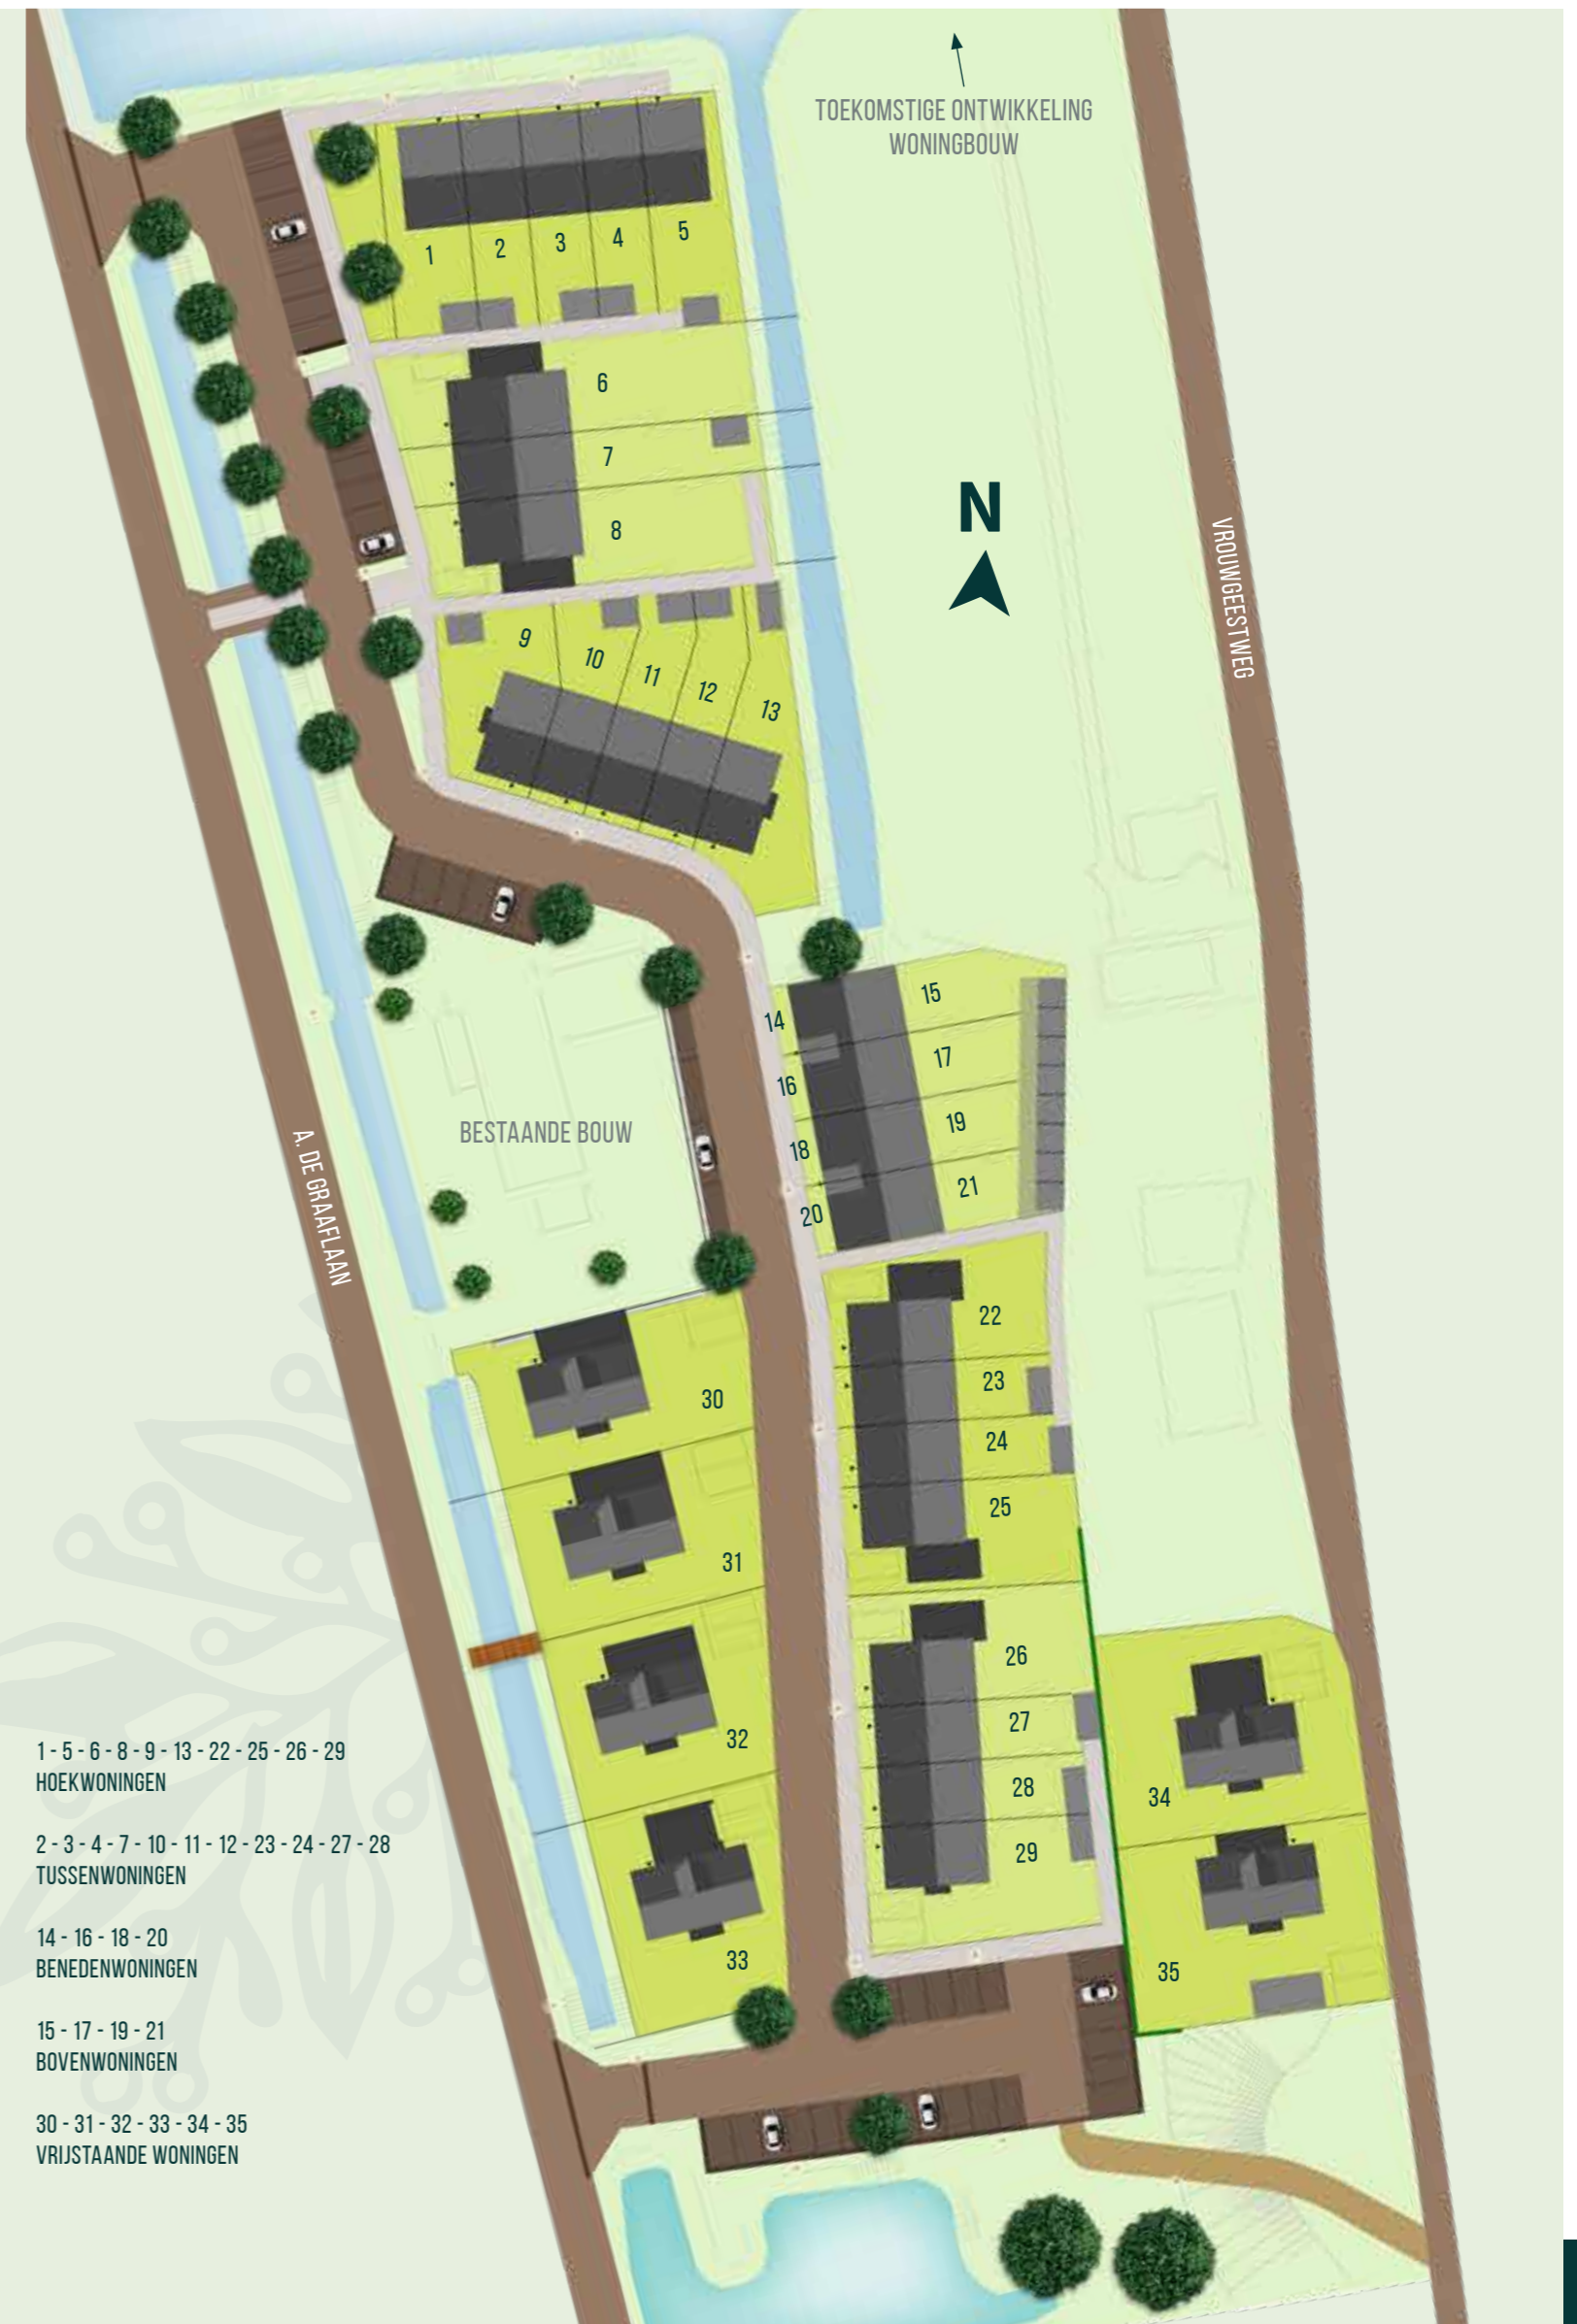 TOEKOMSTIGE ONTWIKKELING
WONINGBOUW
1
2
3
4
5
6
7
8
N
VROUWGEESTWEG
9
10
11
12
13
14
15
16
17
18
19
20
21
BESTAANDE BOUW
A. DE GRAAFLAAN
22
23
24
25
30
31
32
33
26
27
28
29
34
35
1 - 5 - 6 - 8 - 9 - 13 - 22 - 25 - 26 - 29
HOEKWONINGEN
2 - 3 - 4 - 7 - 10 - 11 - 12 - 23 - 24 - 27 - 28
TUSSENWONINGEN
14 - 16 - 18 - 20
BENEDENWONINGEN
15 - 17 - 19 - 21
BOVENWONINGEN
30 - 31 - 32 - 33 - 34 - 35
VRIJSTAANDE WONINGEN